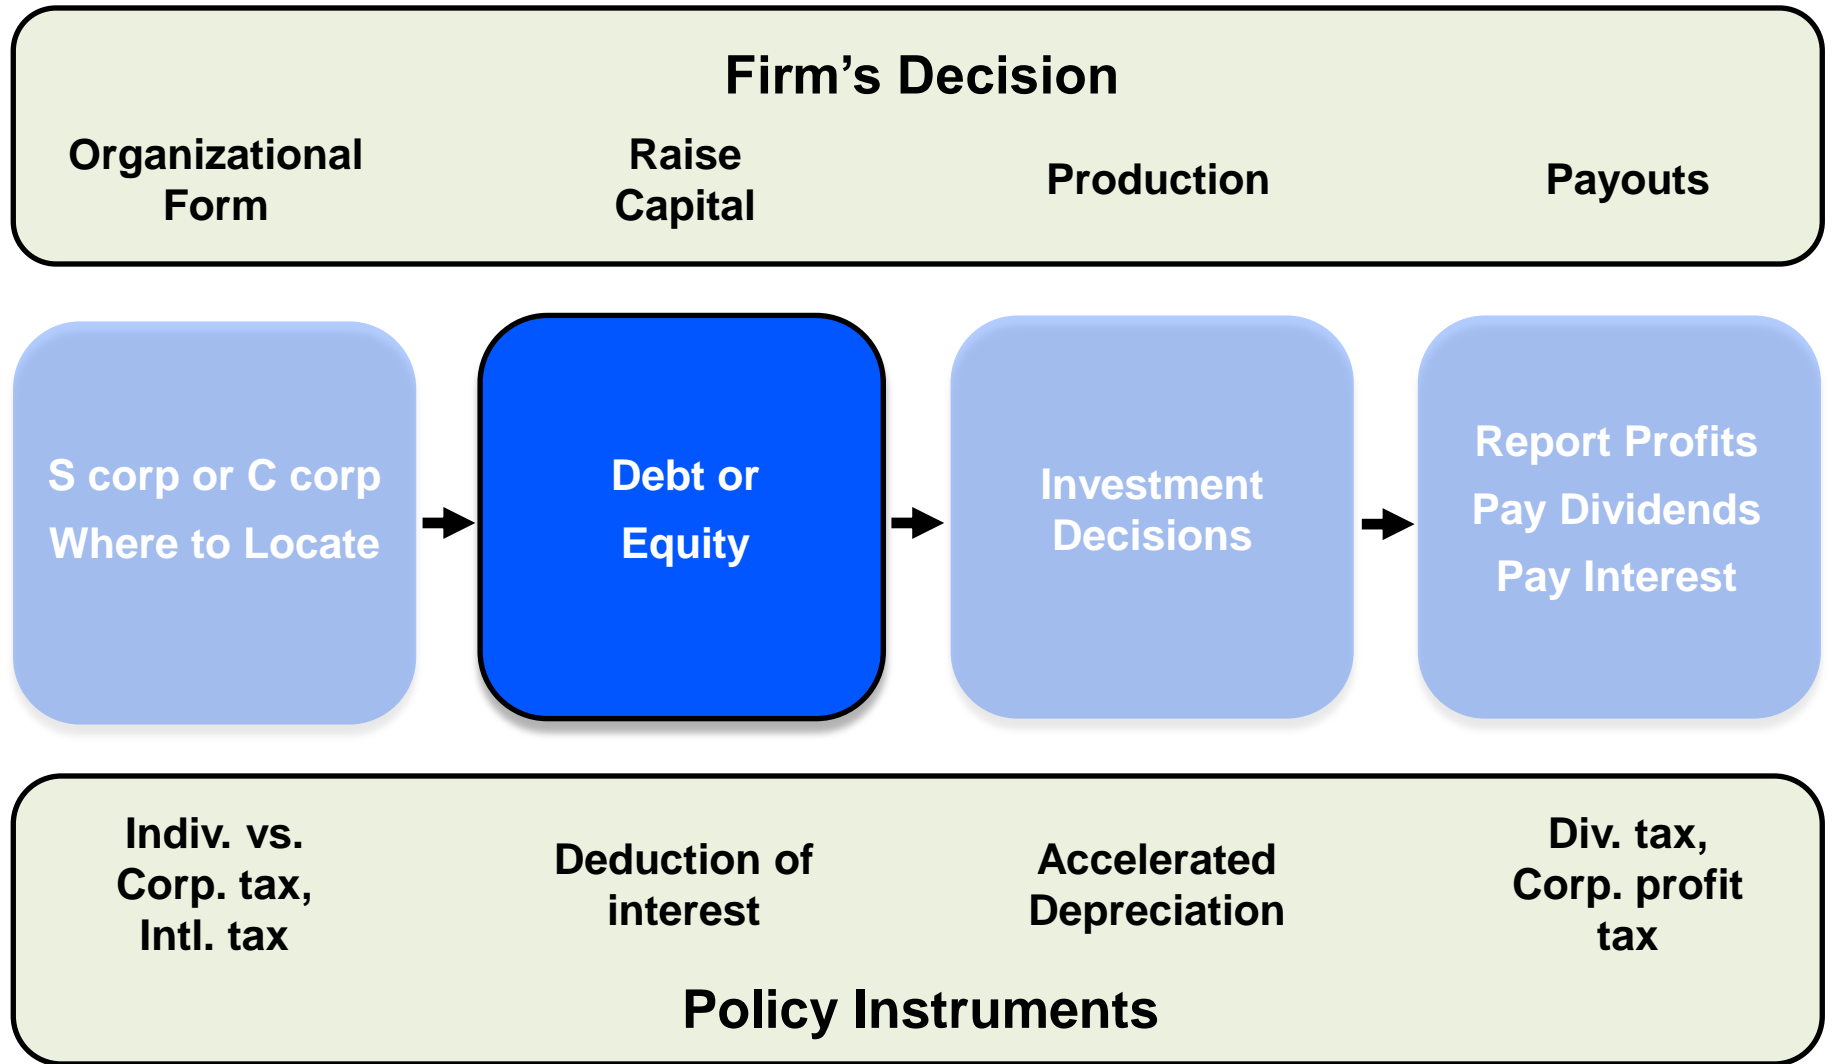 Firm’s Decision
Organizational
Form
Raise
Capital
Production
Payouts
S corp or C corp
Where to Locate
Debt or
Equity
Investment
Decisions
Report Profits
Pay Dividends
Pay Interest
Indiv. vs.
Corp. tax,
Intl. tax
Deduction of
interest
Accelerated
Depreciation
Div. tax,
Corp. profit
tax
Policy Instruments